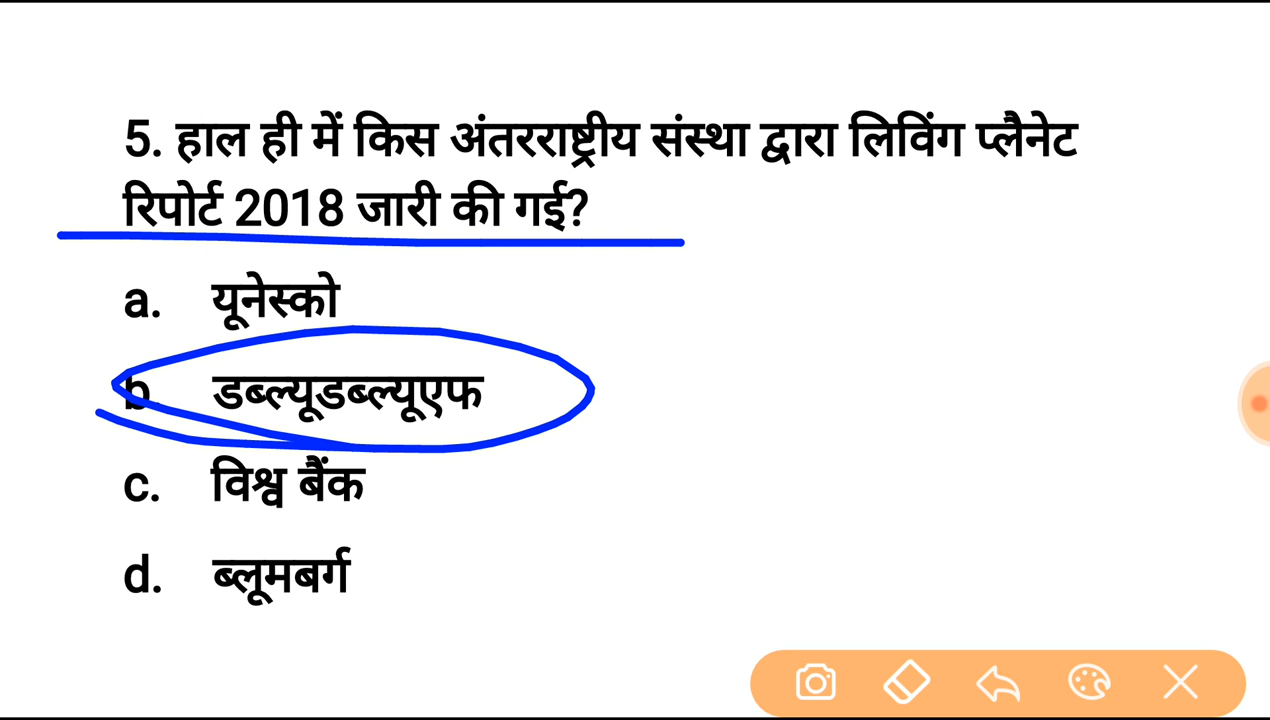 5. हाल ही में किस अंतरराष्ट्रीय संस्था द्वारा लिविंग प्लैनेट
रिपोर्ट 2018 जारी की गई?
a. यूनेस्को
b. डब्ल्यूडब्ल्यूएफ
c. विश्व बैंक
d. ब्लूमबर्ग